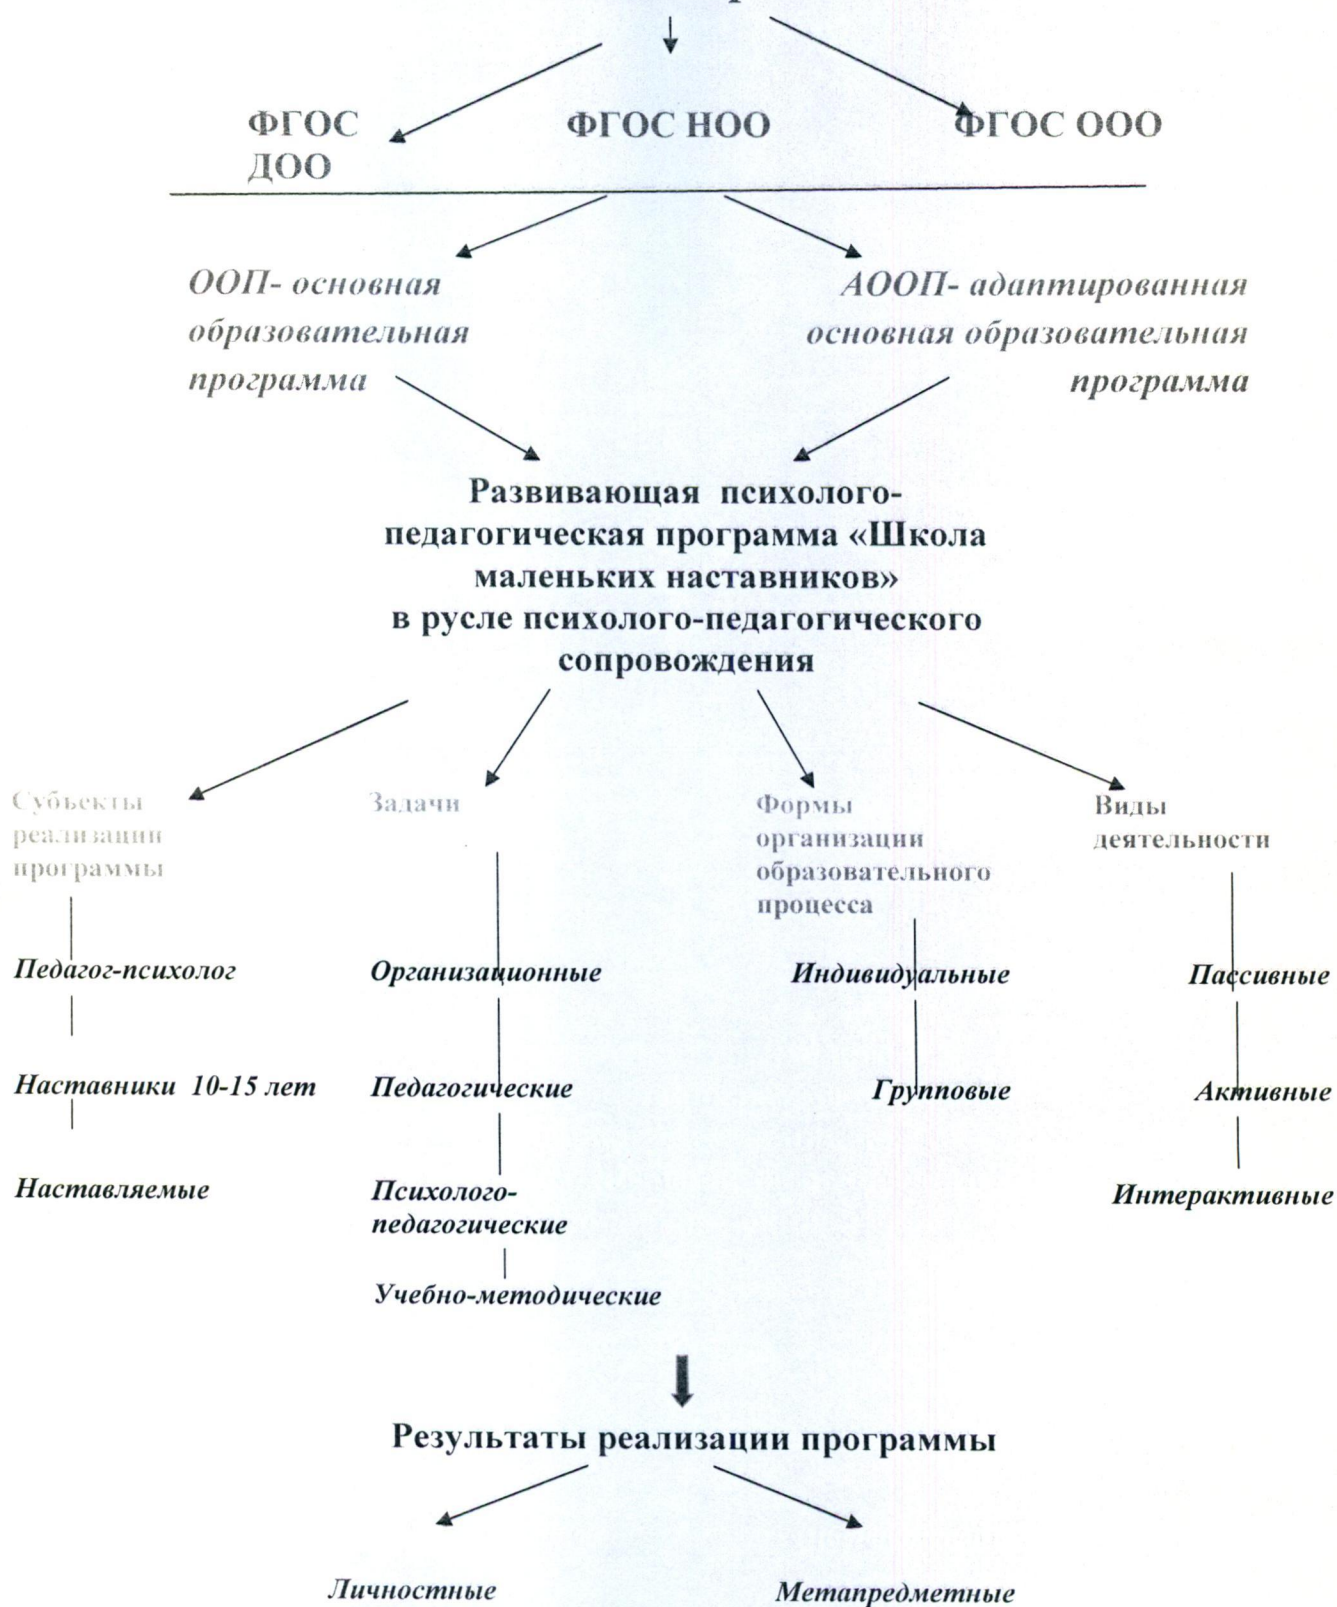 ФГОС
ДОО
ФГОС НОО
ФГОС ООО
ООП- основная
образовательная
программа
АООП- адаптированная
основная образовательная
программа
Развивающая психолого-
педагогическая программа «Школа
маленьких наставников»
в русле психолого-педагогического
сопровождения
Субъекты
реализации
программы
Педагог-психолог
Наставники 10-15 лет
Наставляемые
Задачи
Организационные
Педагогические
Психолого-
педагогические
Учебно-методические
Формы
организации
образовательного
процесса
Индивидуальные
Групповые
Виды
деятельности
Пассивные
Активные
Интерактивные
Результаты реализации программы
Личностные
Метапредметные